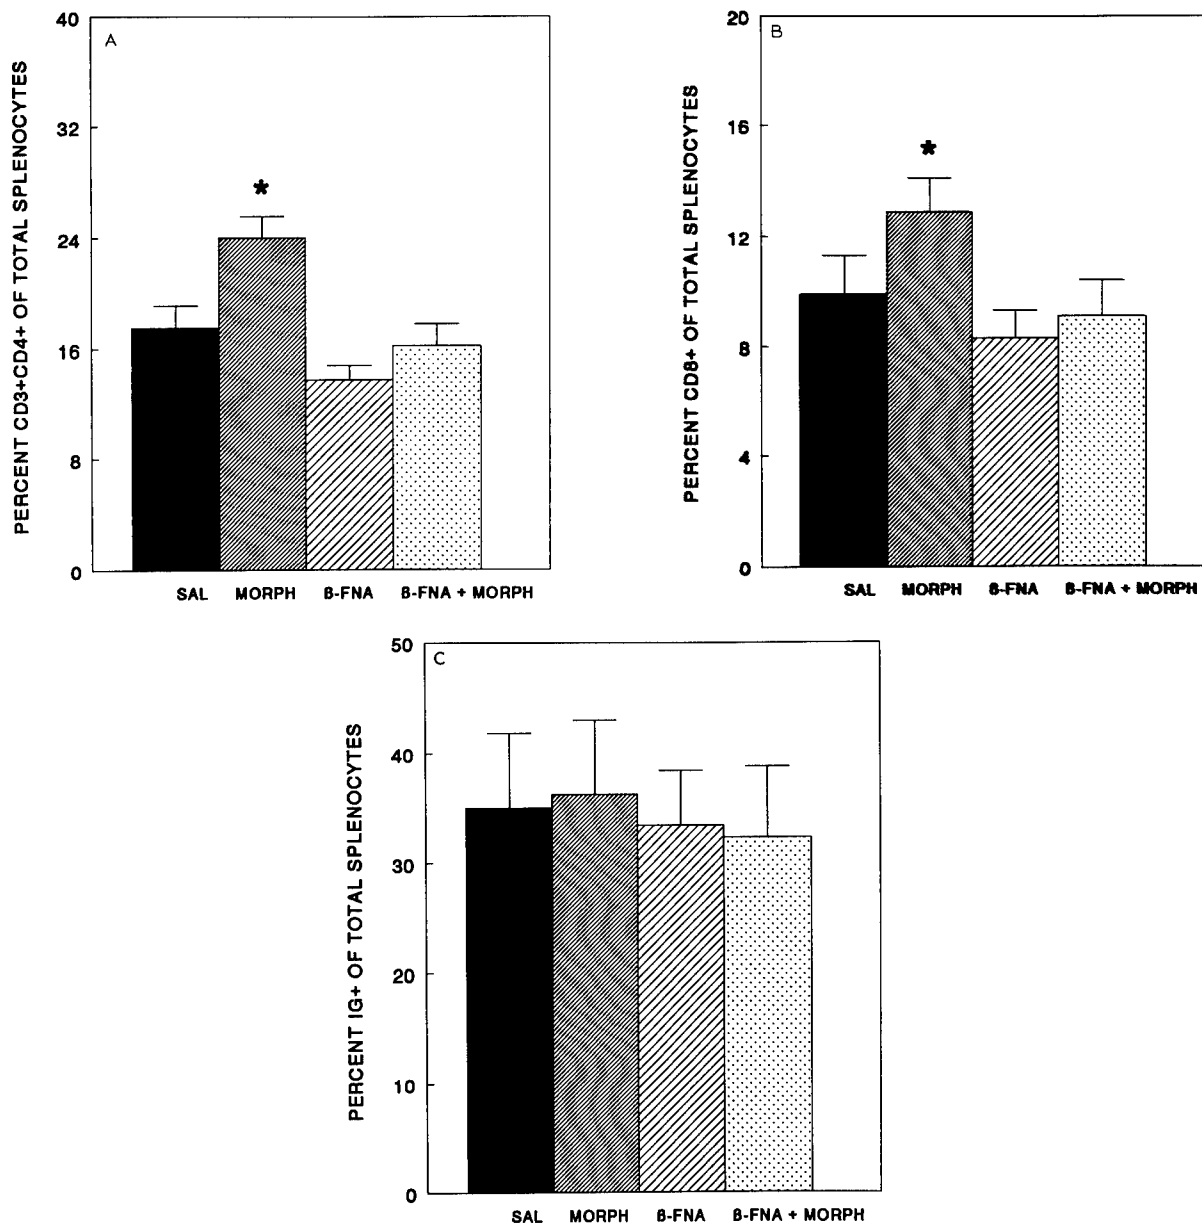 A
PERCENT CD3+CD4+ OF TOTAL SPLENOCYTES
40
32
24
16
8
0
*
SAL MORPH β-FNA β-FNA + MORPH
B
PERCENT CD8+ OF TOTAL SPLENOCYTES
20
16
12
8
4
0
*
SAL MORPH β-FNA β-FNA + MORPH
C
PERCENT IG+ OF TOTAL SPLENOCYTES
50
40
30
20
10
0
SAL MORPH β-FNA β-FNA + MORPH